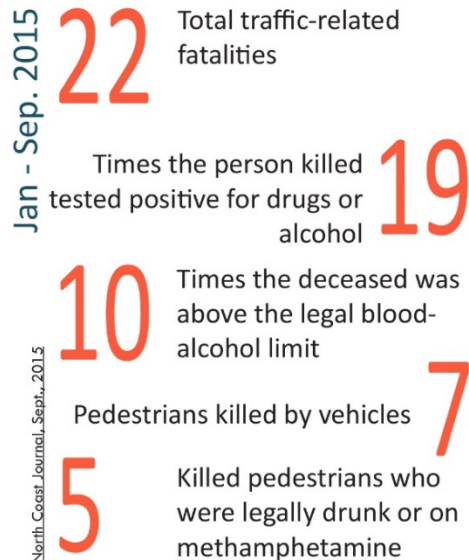 Jan - Sep. 2015
22
Total traffic-related
fatalities
Times the person killed
tested positive for drugs or
alcohol
19
10
Times the deceased was
above the legal blood-
alcohol limit
Pedestrians killed by vehicles
7
5
Killed pedestrians who
were legally drunk or on
methamphetamine
North Coast Journal, Sept., 2015